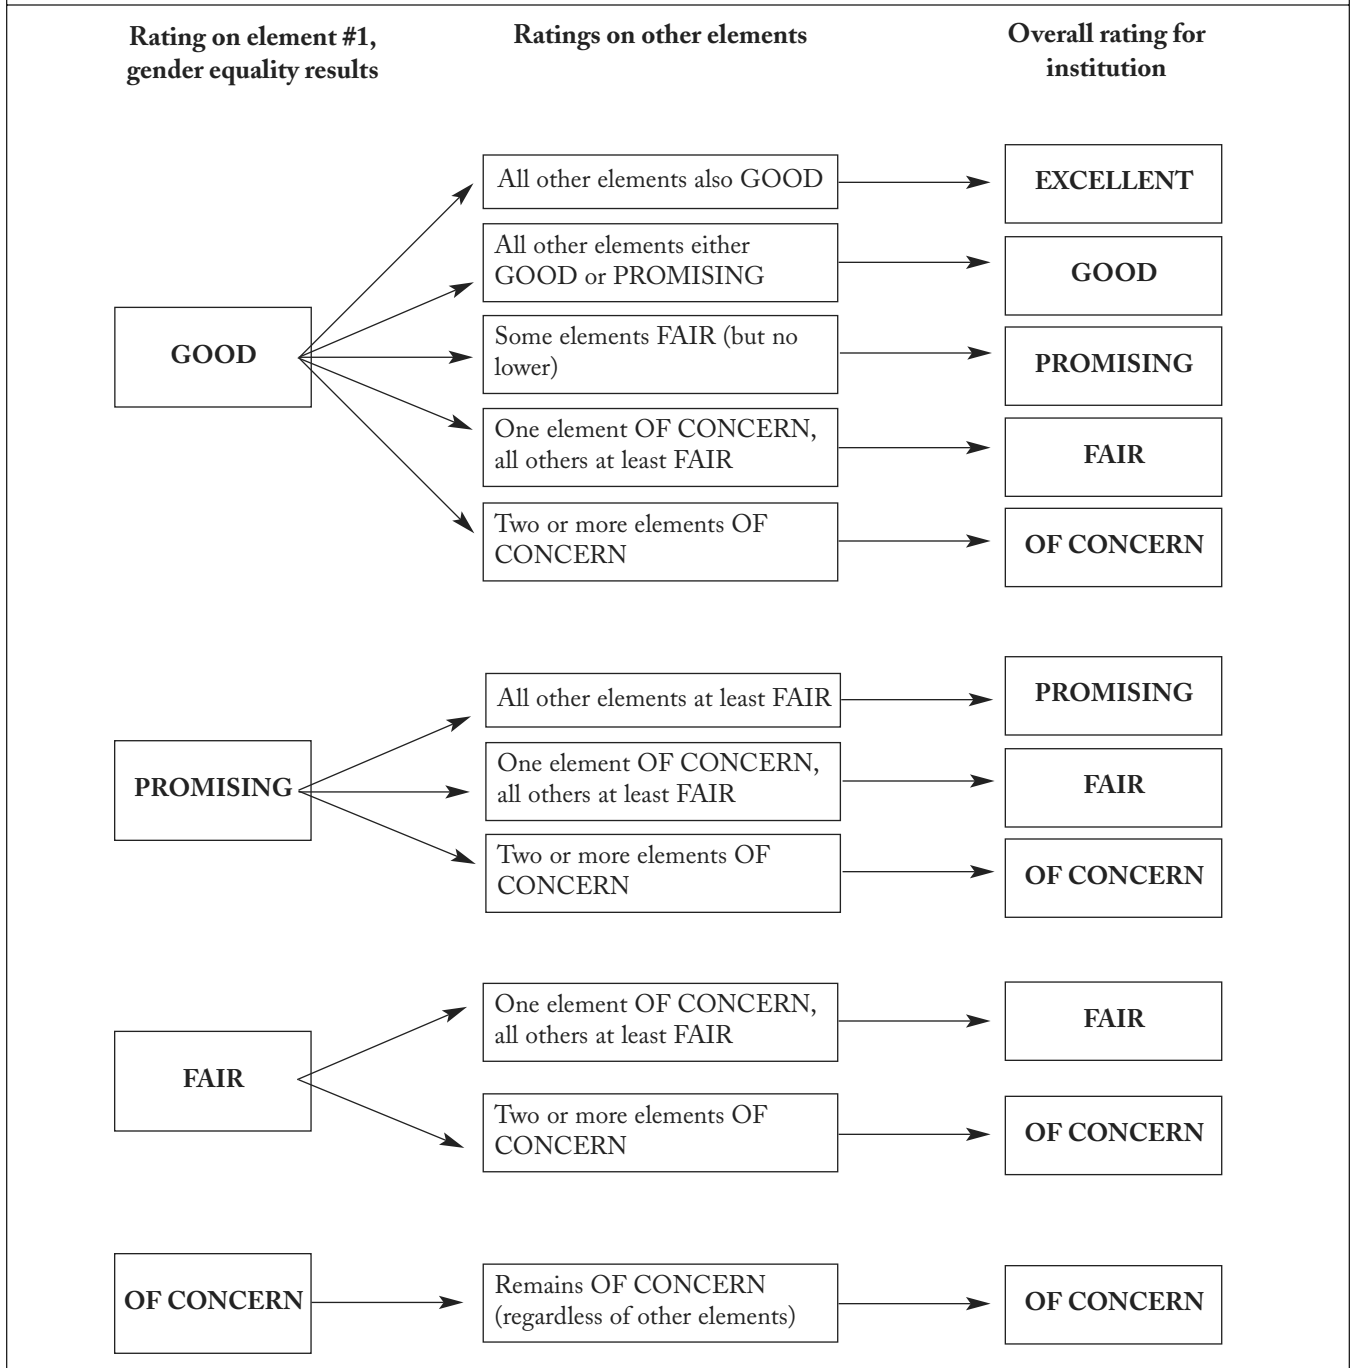 Rating on element #1,
gender equality results
Ratings on other elements
Overall rating for
institution
GOOD
All other elements also GOOD
EXCELLENT
All other elements either
GOOD or PROMISING
GOOD
Some elements FAIR (but no
lower)
PROMISING
One element OF CONCERN,
all others at least FAIR
FAIR
Two or more elements OF
CONCERN
OF CONCERN
PROMISING
All other elements at least FAIR
PROMISING
One element OF CONCERN,
all others at least FAIR
FAIR
Two or more elements OF
CONCERN
OF CONCERN
FAIR
One element OF CONCERN,
all others at least FAIR
FAIR
Two or more elements OF
CONCERN
OF CONCERN
OF CONCERN
Remains OF CONCERN
(regardless of other elements)
OF CONCERN